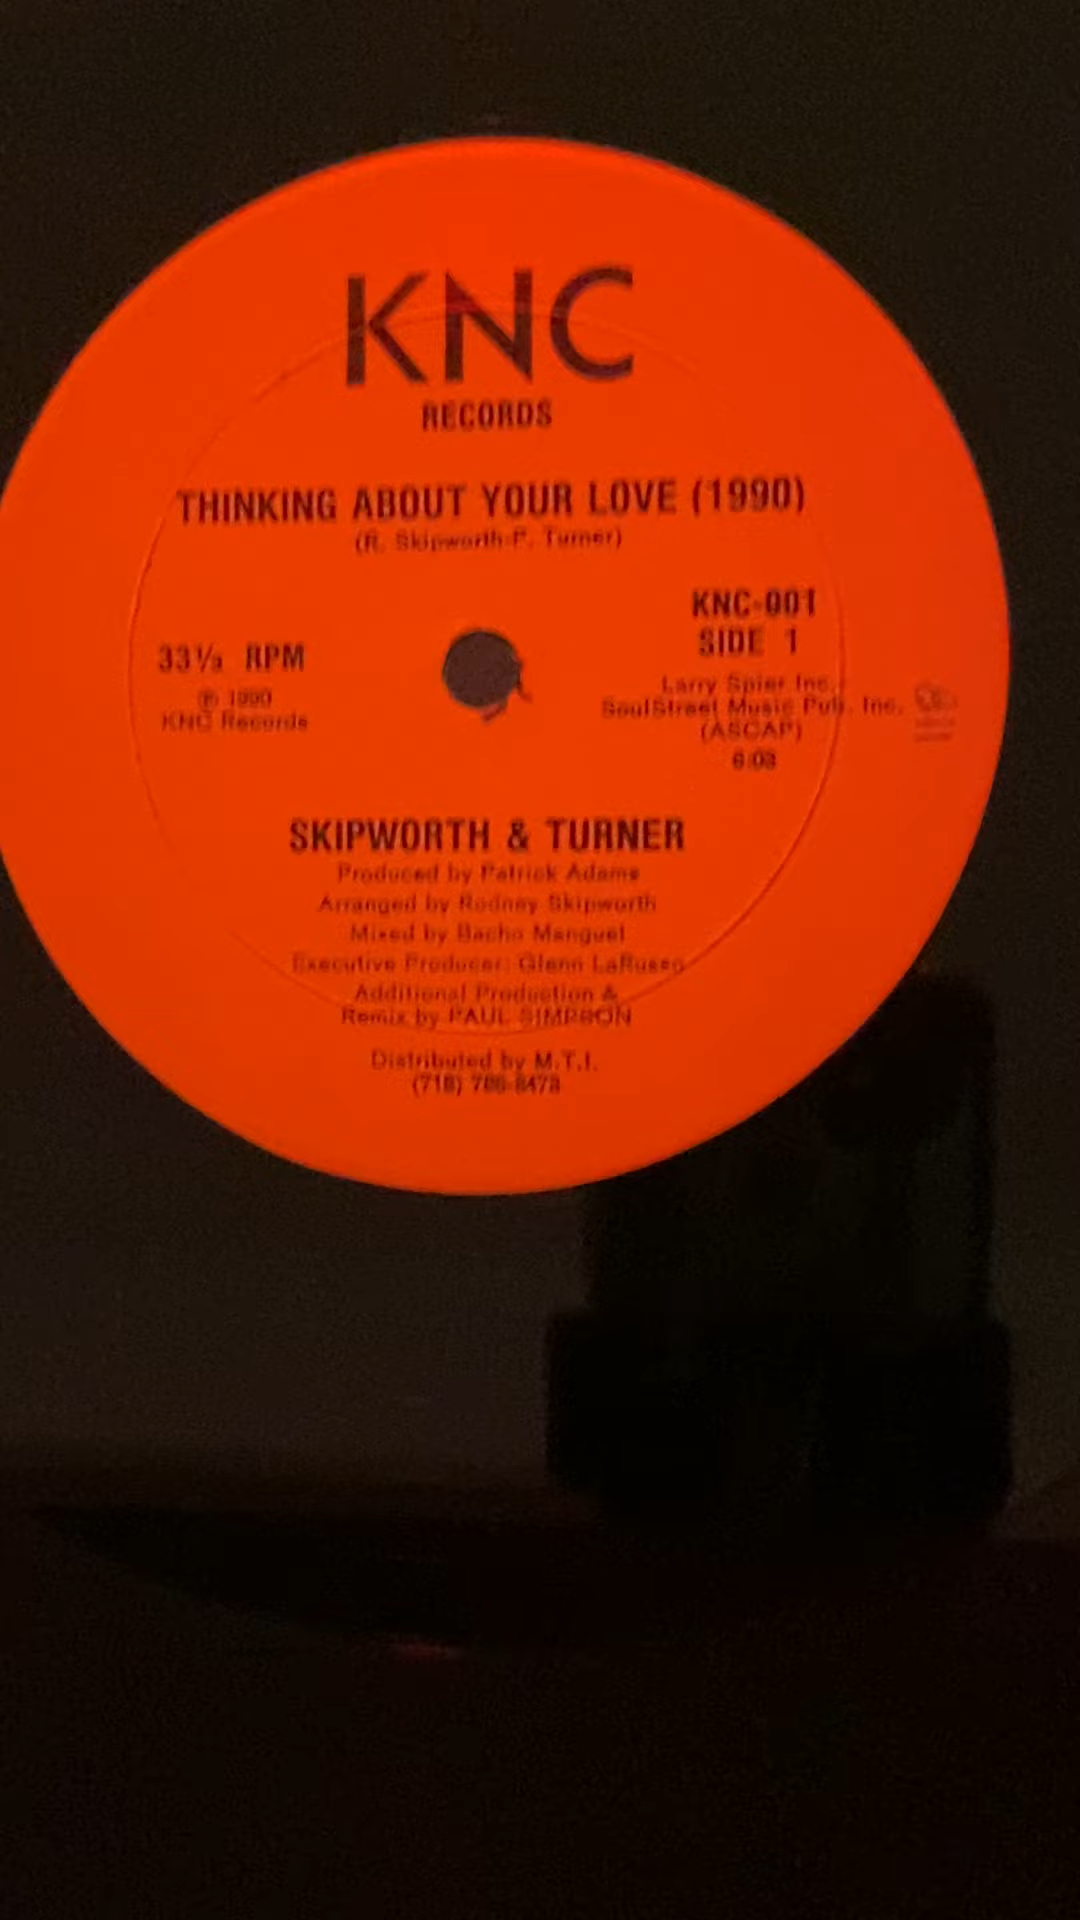 KNC
RECORDS
THINKING ABOUT YOUR LOVE (1990)
(R. Skipworth-P. Turner)
KNC-001
SIDE 1
33⅓ RPM
℗ 1990
KNC Records
Larry Spier Inc.
SoulStreet Music Pub. Inc.
(ASCAP)
6:03
SKIPWORTH & TURNER
Produced by Patrick Adams
Arranged by Rodney Skipworth
Mixed by Bacho Manguel
Executive Producer: Glenn LaRusso
Additional Production &
Remix by PAUL SIMPSON
Distributed by M.T.I.
(718)